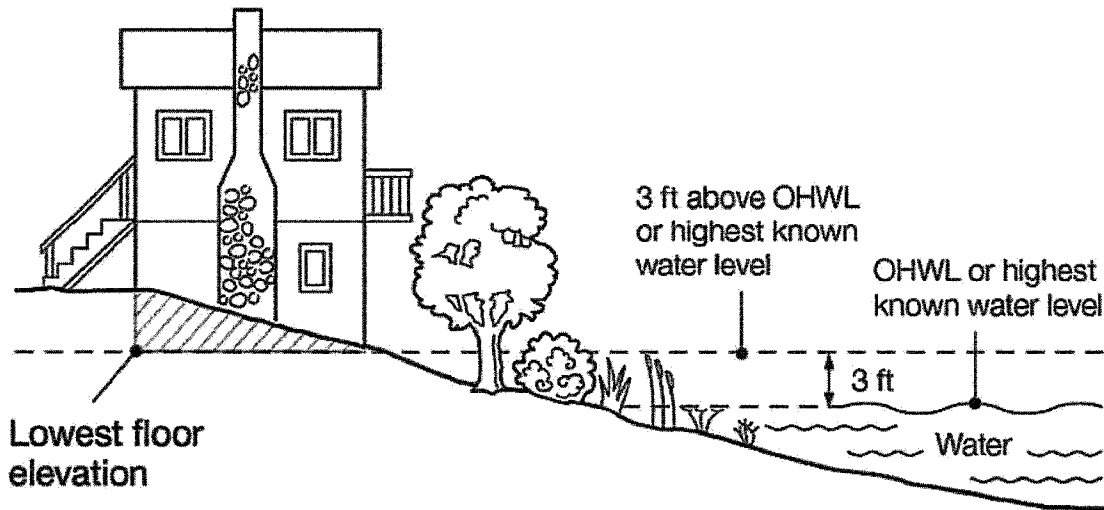 3 ft above OHWL
or highest known
water level
OHWL or highest
known water level
3 ft
Water
Lowest floor
elevation